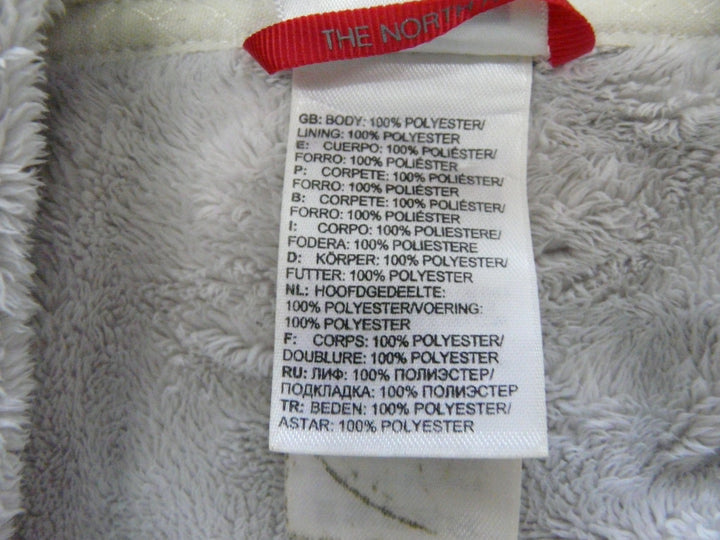 THE NORTH
GB: BODY: 100% POLYESTER/
LINING: 100% POLYESTER
E: CUERPO: 100% POLIÉSTER/
FORRO: 100% POLIÉSTER
P: CORPETE: 100% POLIÉSTER/
FORRO: 100% POLIÉSTER
B: CORPETE: 100% POLIÉSTER/
FORRO: 100% POLIÉSTER
I: CORPO: 100% POLIESTERE/
FODERA: 100% POLIESTERE
D: KÖRPER: 100% POLYESTER/
FUTTER: 100% POLYESTER
NL: HOOFDGEDEELTE:
100% POLYESTER/VOERING:
100% POLYESTER
F: CORPS: 100% POLYESTER/
DOUBLURE: 100% POLYESTER
RU: ЛИФ: 100% ПОЛИЭСТЕР/
ПОДКЛАДКА: 100% ПОЛИЭСТЕР
TR: BEDEN: 100% POLYESTER/
ASTAR: 100% POLYESTER